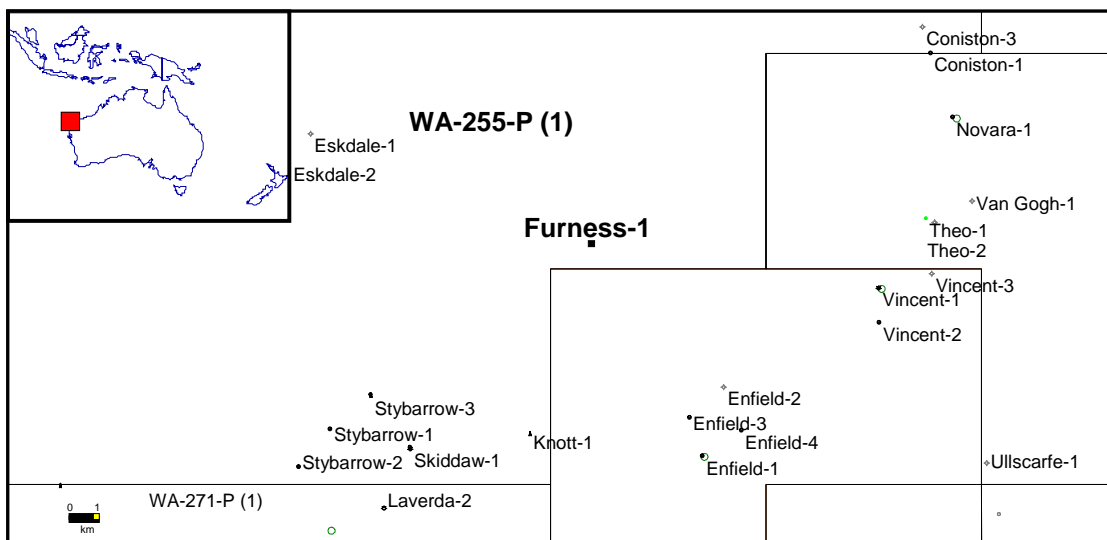 Coniston-3
Coniston-1
WA-255-P (1)
Novara-1
Eskdale-1
Eskdale-2
Van Gogh-1
Furness-1
Theo-1
Theo-2
Vincent-3
Vincent-1
Vincent-2
Enfield-2
Stybarrow-3
Enfield-3
Stybarrow-1
Knott-1
Enfield-4
Skiddaw-1
Stybarrow-2
Enfield-1
Ullscarfe-1
WA-271-P (1)
Laverda-2
0 1
km